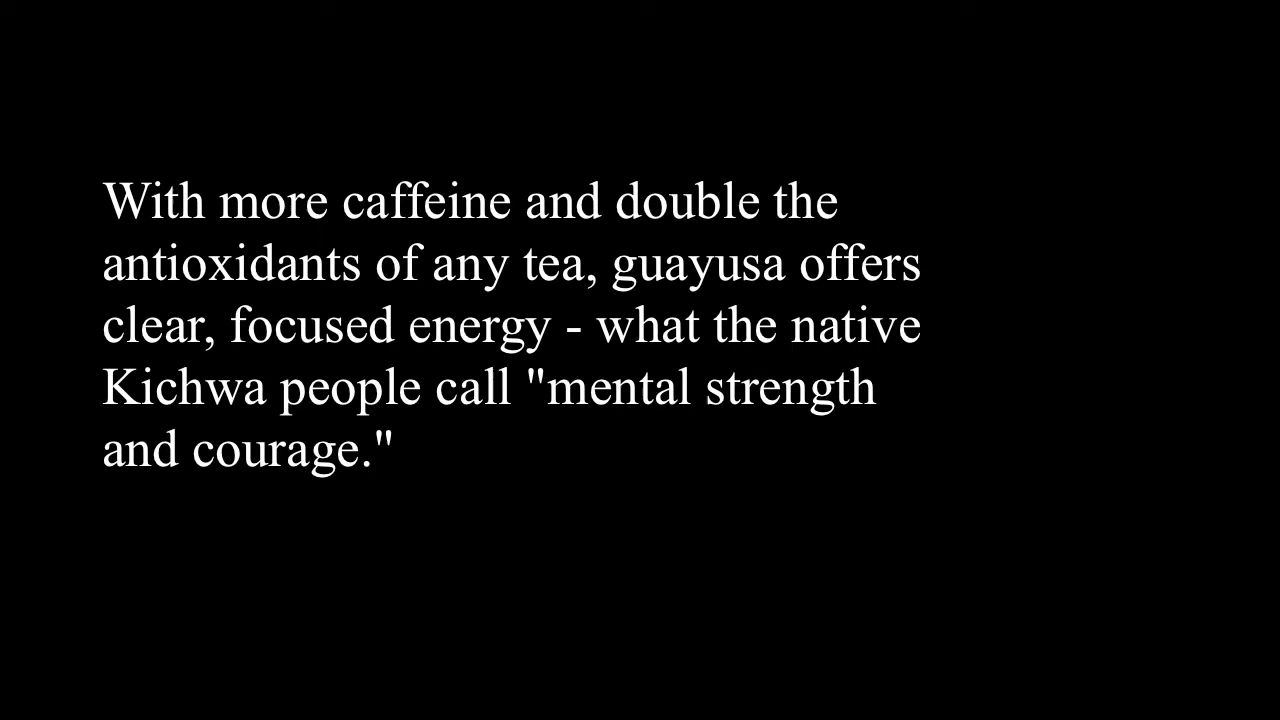 With more caffeine and double the
antioxidants of any tea, guayusa offers
clear, focused energy - what the native
Kichwa people call "mental strength
and courage."